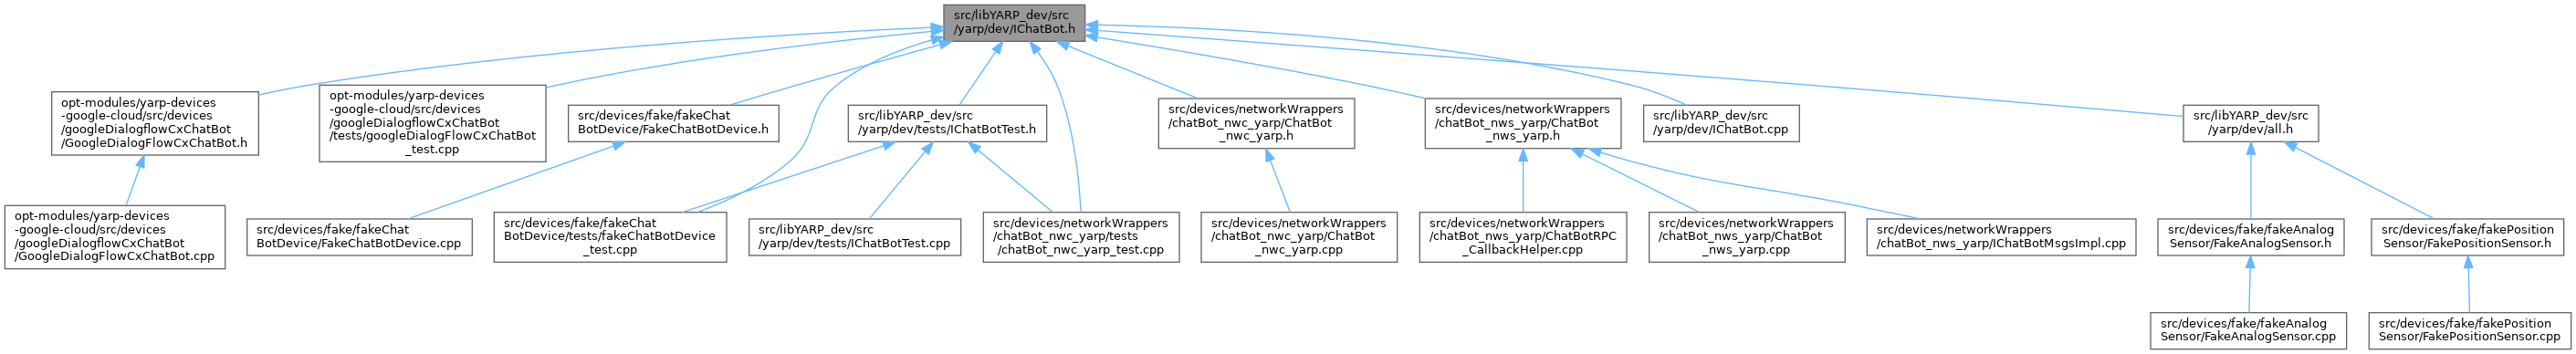 src/libYARP_dev/src
/yarp/dev/IChatBot.h
opt-modules/yarp-devices
-google-cloud/src/devices
/googleDialogflowCxChatBot
/GoogleDialogFlowCxChatBot.h
opt-modules/yarp-devices
-google-cloud/src/devices
/googleDialogflowCxChatBot
/tests/googleDialogFlowCxChatBot
_test.cpp
src/devices/fake/fakeChat
BotDevice/FakeChatBotDevice.h
src/libYARP_dev/src
/yarp/dev/tests/IChatBotTest.h
src/devices/networkWrappers
/chatBot_nwc_yarp/ChatBot
_nwc_yarp.h
src/devices/networkWrappers
/chatBot_nws_yarp/ChatBot
_nws_yarp.h
src/libYARP_dev/src
/yarp/dev/IChatBot.cpp
src/libYARP_dev/src
/yarp/dev/all.h
opt-modules/yarp-devices
-google-cloud/src/devices
/googleDialogflowCxChatBot
/GoogleDialogFlowCxChatBot.cpp
src/devices/fake/fakeChat
BotDevice/FakeChatBotDevice.cpp
src/devices/fake/fakeChat
BotDevice/tests/fakeChatBotDevice
_test.cpp
src/libYARP_dev/src
/yarp/dev/tests/IChatBotTest.cpp
src/devices/networkWrappers
/chatBot_nwc_yarp/tests
/chatBot_nwc_yarp_test.cpp
src/devices/networkWrappers
/chatBot_nwc_yarp/ChatBot
_nwc_yarp.cpp
src/devices/networkWrappers
/chatBot_nws_yarp/ChatBotRPC
_CallbackHelper.cpp
src/devices/networkWrappers
/chatBot_nws_yarp/ChatBot
_nws_yarp.cpp
src/devices/networkWrappers
/chatBot_nws_yarp/IChatBotMsgsImpl.cpp
src/devices/fake/fakeAnalog
Sensor/FakeAnalogSensor.h
src/devices/fake/fakePosition
Sensor/FakePositionSensor.h
src/devices/fake/fakeAnalog
Sensor/FakeAnalogSensor.cpp
src/devices/fake/fakePosition
Sensor/FakePositionSensor.cpp